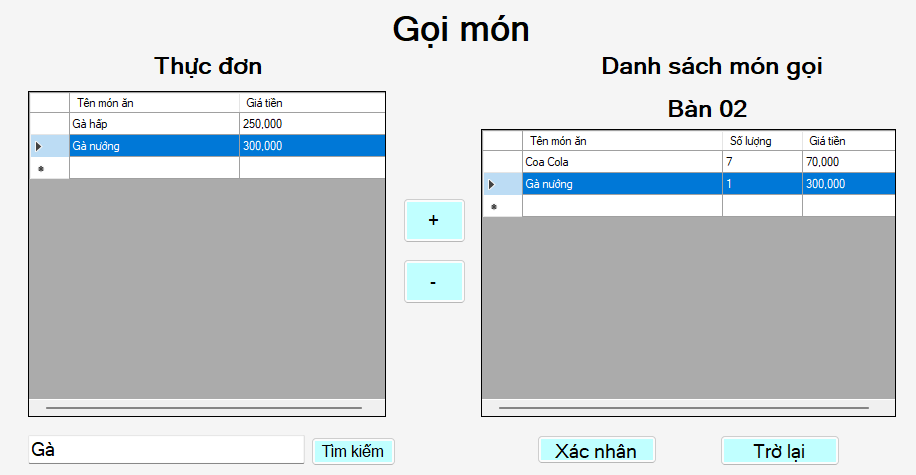 Gọi món
Thực đơn
Tên món ăn Giá tiền
Gà hấp 250,000
Gà nướng 300,000
+
-
Gà
Tìm kiếm
Danh sách món gọi
Bàn 02
Tên món ăn Số lượng Giá tiền
Coa Cola 7 70,000
Gà nướng 1 300,000
Xác nhân
Trờ lại